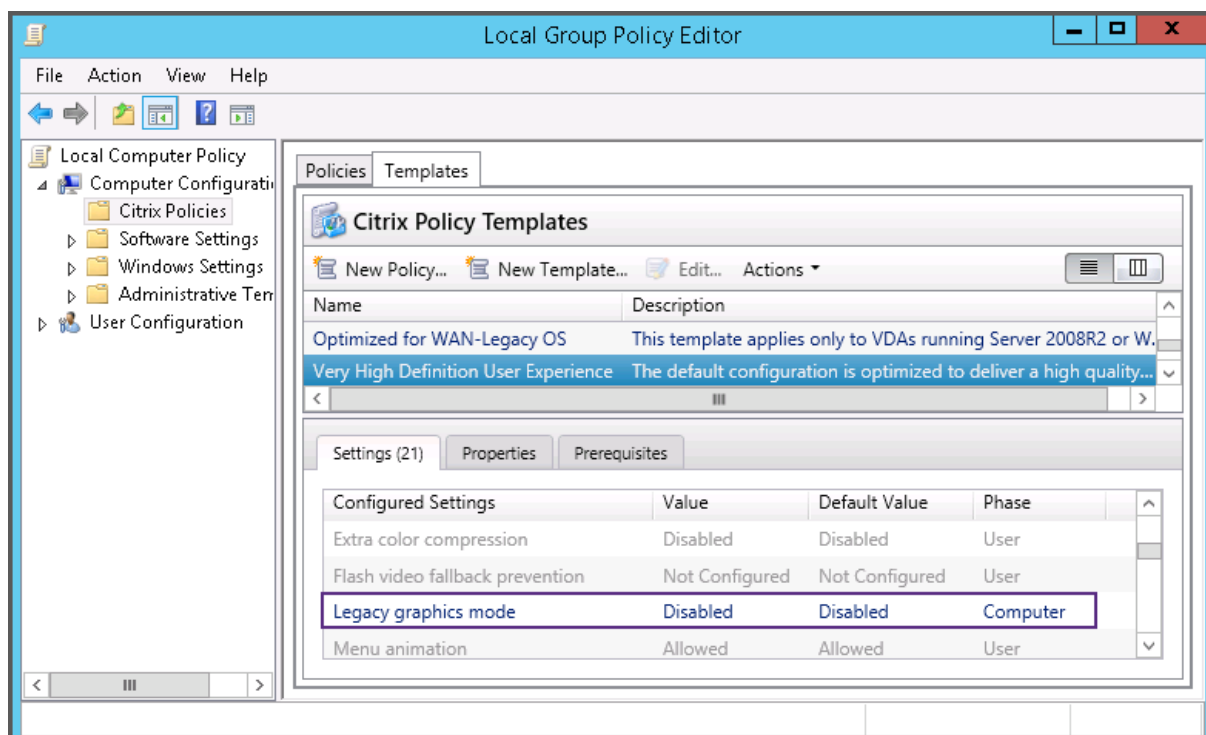 Local Group Policy Editor
File Action View Help
Local Computer Policy
Computer Configurati
Citrix Policies
Software Settings
Windows Settings
Administrative Tem
User Configuration
Policies Templates
Citrix Policy Templates
New Policy... New Template... Edit... Actions
Name Description
Optimized for WAN-Legacy OS This template applies only to VDAs running Server 2008R2 or W.
Very High Definition User Experience The default configuration is optimized to deliver a high quality...
Settings (21) Properties Prerequisites
Configured Settings Value Default Value Phase
Extra color compression Disabled Disabled User
Flash video fallback prevention Not Configured Not Configured User
Legacy graphics mode Disabled Disabled Computer
Menu animation Allowed Allowed User